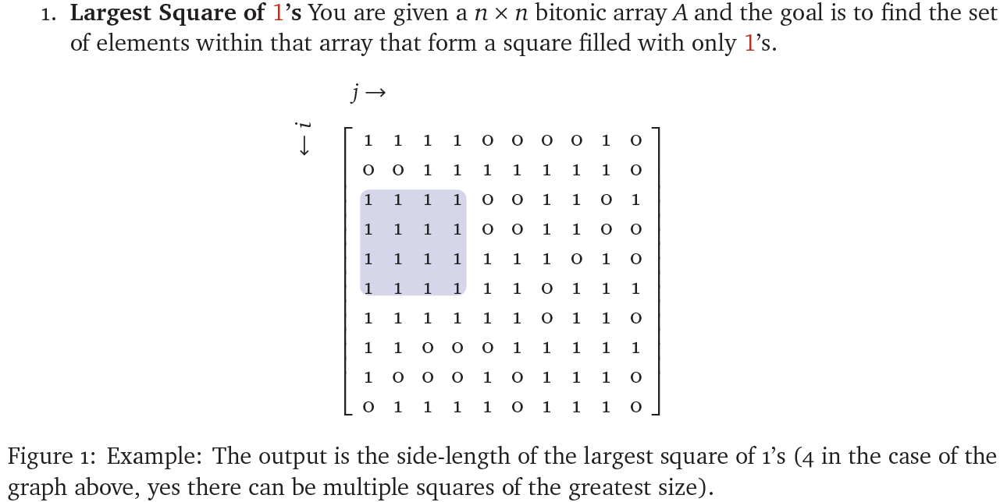 1. Largest Square of 1's You are given a n × n bitonic array A and the goal is to find the set
of elements within that array that form a square filled with only 1's.
j →
i →
1 1 1 1 0 0 0 0 1 0
0 0 1 1 1 1 1 1 1 0
1 1 1 1 0 0 1 1 0 1
1 1 1 1 0 0 1 1 0 0
1 1 1 1 1 1 1 0 1 0
1 1 1 1 1 1 0 1 1 1
1 1 1 1 1 1 0 1 1 0
1 1 0 0 0 1 1 1 1 1
1 0 0 0 1 0 1 1 1 0
0 1 1 1 1 0 1 1 1 0
Figure 1: Example: The output is the side-length of the largest square of 1's (4 in the case of the
graph above, yes there can be multiple squares of the greatest size).